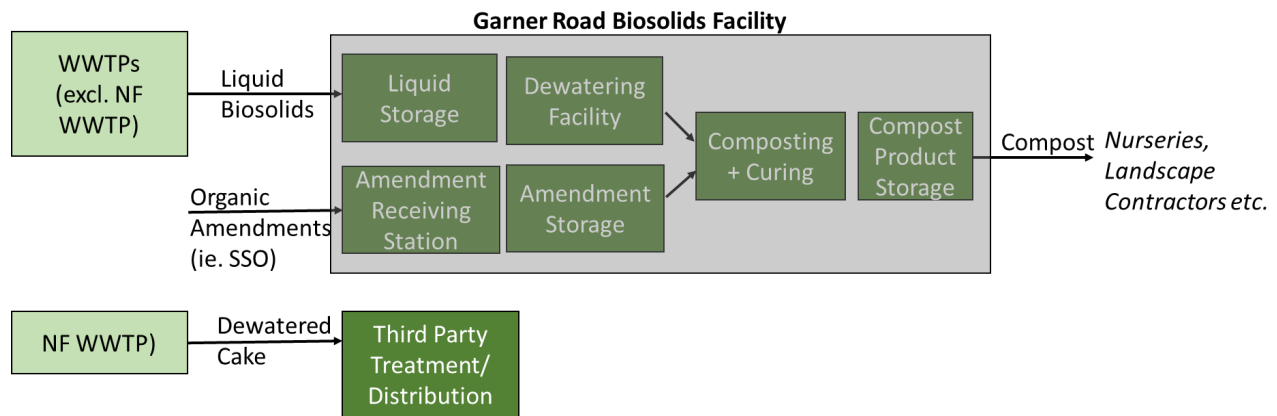 Garner Road Biosolids Facility
WWTPs
(excl. NF
WWTP)
Liquid
Biosolids
Liquid
Storage
Dewatering
Facility
Composting
+ Curing
Compost
Product
Storage
Compost
Nurseries,
Landscape
Contractors etc.
Organic
Amendments
(ie. SSO)
Amendment
Receiving
Station
Amendment
Storage
NF WWTP)
Dewatered
Cake
Third Party
Treatment/
Distribution